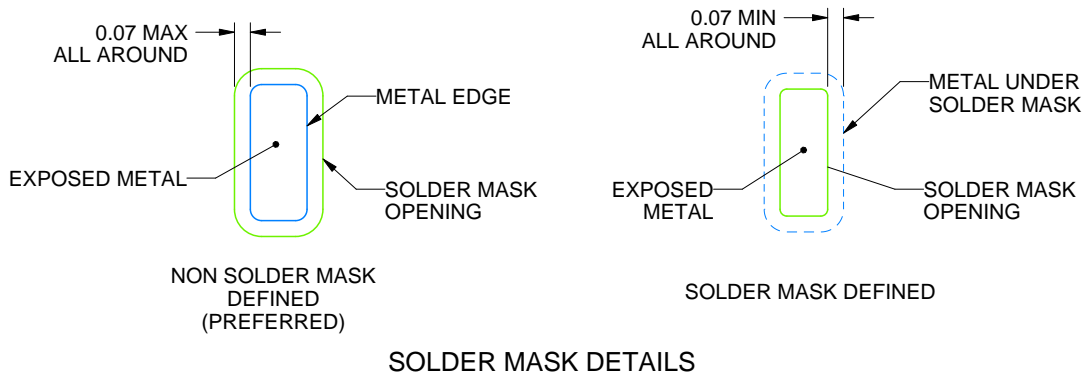 0.07 MAX
ALL AROUND
METAL EDGE
EXPOSED METAL
SOLDER MASK
OPENING
NON SOLDER MASK
DEFINED
(PREFERRED)
0.07 MIN
ALL AROUND
METAL UNDER
SOLDER MASK
EXPOSED
METAL
SOLDER MASK
OPENING
SOLDER MASK DEFINED
SOLDER MASK DETAILS